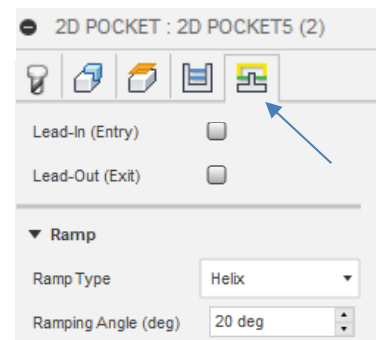 2D POCKET : 2D POCKET5 (2)
Lead-In (Entry)
Lead-Out (Exit)
Ramp
Ramp Type Helix
Ramping Angle (deg) 20 deg